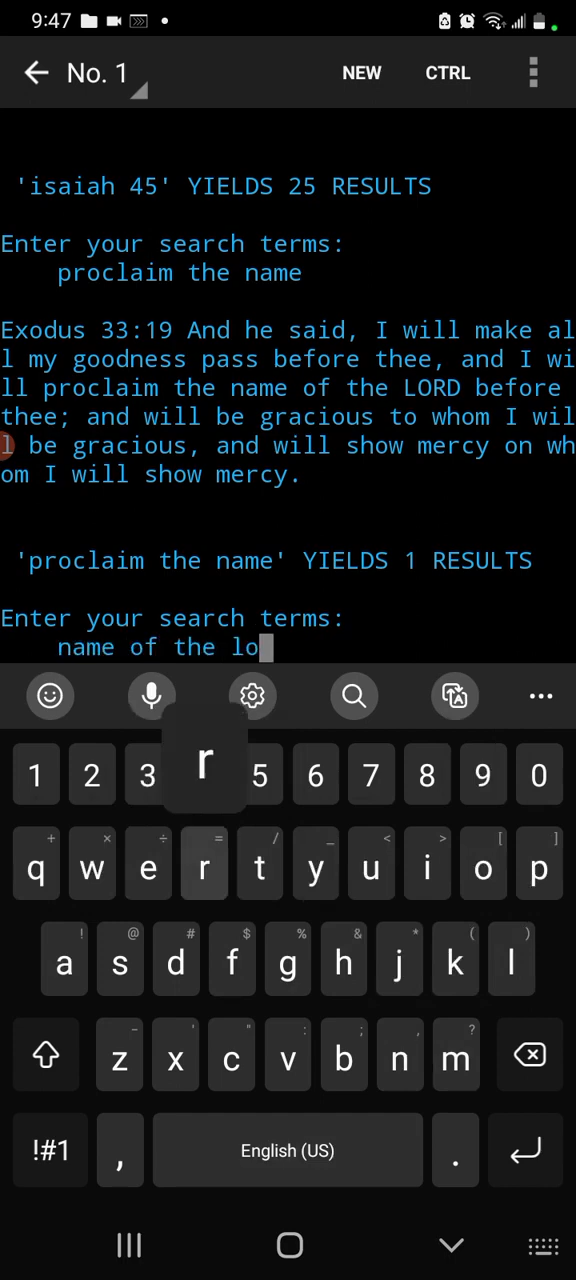 9:47
No. 1 NEW CTRL
'isaiah 45' YIELDS 25 RESULTS
Enter your search terms:
proclaim the name
Exodus 33:19 And he said, I will make al
l my goodness pass before thee, and I wi
ll proclaim the name of the LORD before
thee; and will be gracious to whom I wil
l be gracious, and will show mercy on wh
om I will show mercy.
'proclaim the name' YIELDS 1 RESULTS
Enter your search terms:
name of the lo
r
1 2 3 5 6 7 8 9 0
+ × ÷ = / _ < > [ ]
q w e r t y u i o p
! @ # $ % & * ( )
a s d f g h j k l
- ' " : ; , ?
z x c v b n m
!#1 , English (US) .